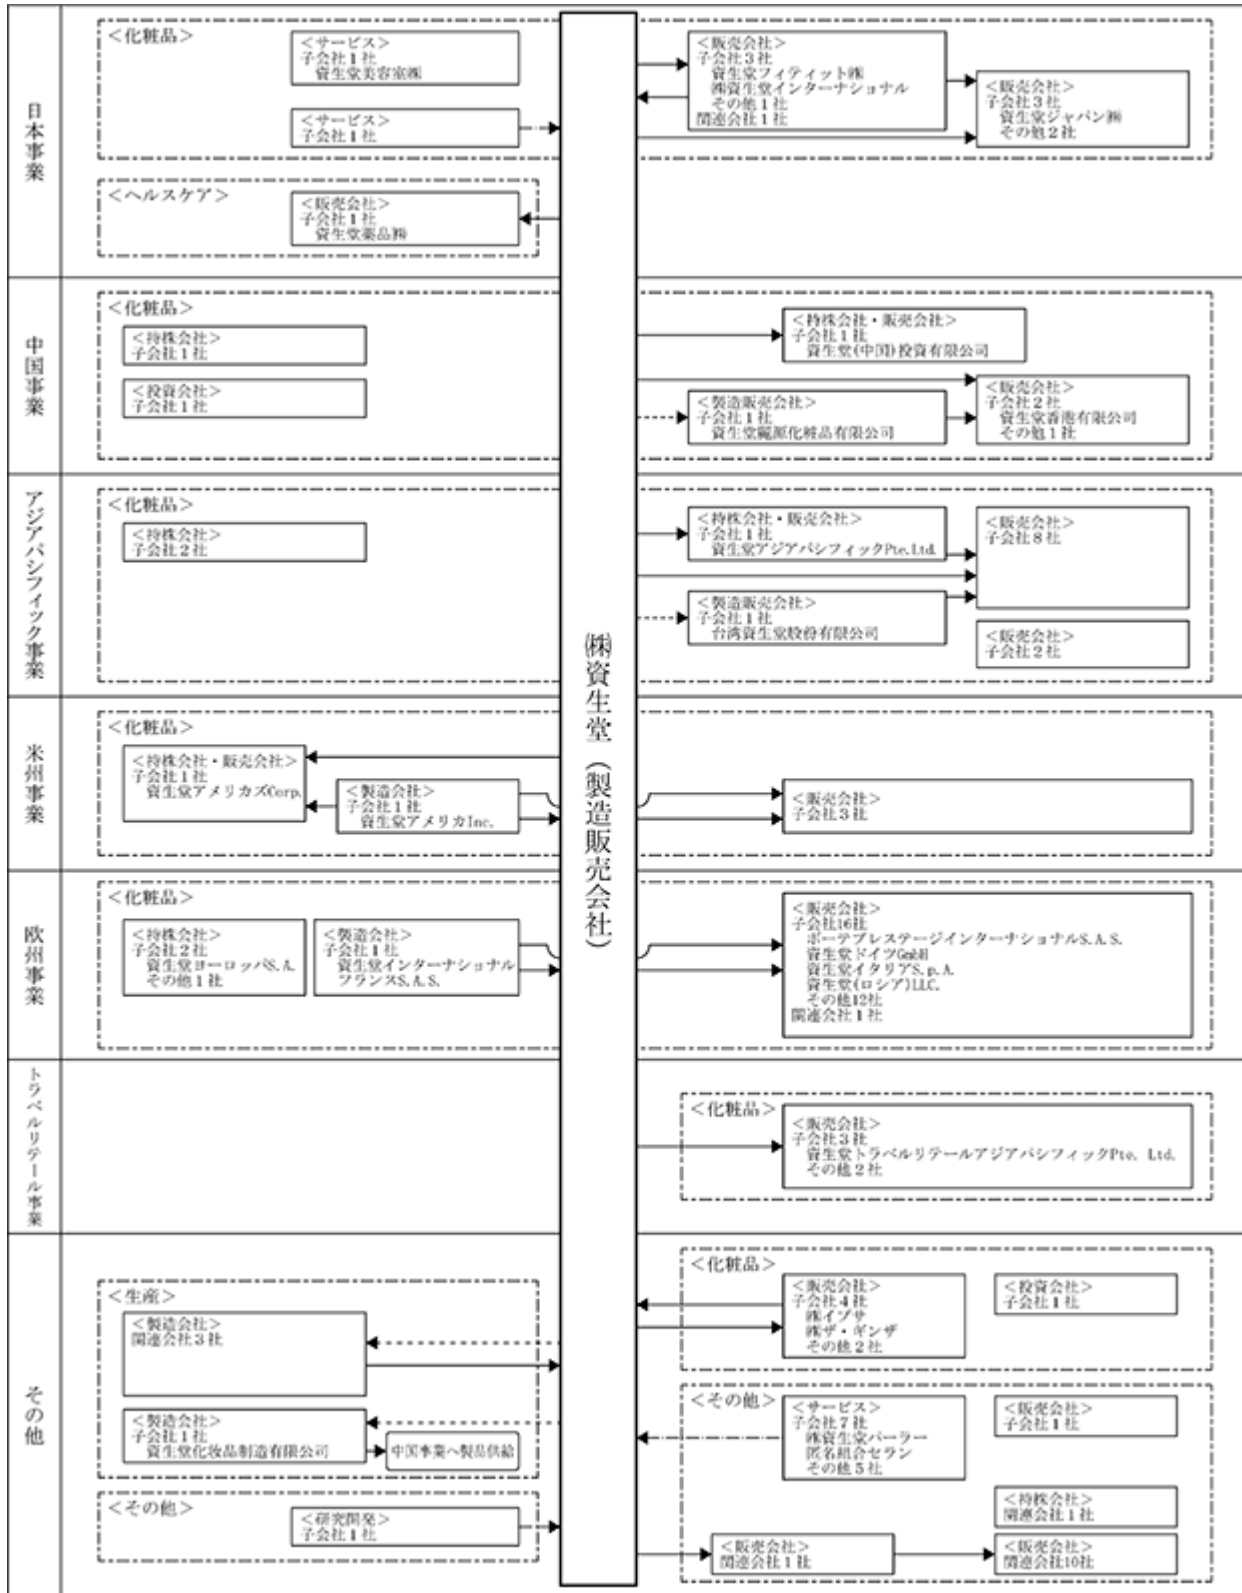 日本事業
＜化粧品＞
＜サービス＞
子会社１社
資生堂美容室㈱
＜サービス＞
子会社１社
＜販売会社＞
子会社３社
資生堂フィティット㈱
㈱資生堂インターナショナル
その他１社
関連会社１社
＜販売会社＞
子会社３社
資生堂ジャパン㈱
その他２社
＜ヘルスケア＞
＜販売会社＞
子会社１社
資生堂薬品㈱
中国事業
＜化粧品＞
＜持株会社＞
子会社１社
＜投資会社＞
子会社１社
＜持株会社・販売会社＞
子会社１社
資生堂(中国)投資有限公司
＜製造販売会社＞
子会社１社
資生堂麗源化粧品有限公司
＜販売会社＞
子会社２社
資生堂香港有限公司
その他１社
アジアパシフィック事業
＜化粧品＞
＜持株会社＞
子会社２社
＜持株会社・販売会社＞
子会社１社
資生堂アジアパシフィックPte.Ltd.
＜製造販売会社＞
子会社１社
台湾資生堂股份有限公司
＜販売会社＞
子会社８社
＜販売会社＞
子会社２社
㈱資生堂（製造販売会社）
米州事業
＜化粧品＞
＜持株会社・販売会社＞
子会社１社
資生堂アメリカズCorp.
＜製造会社＞
子会社１社
資生堂アメリカInc.
＜販売会社＞
子会社３社
欧州事業
＜化粧品＞
＜持株会社＞
子会社２社
資生堂ヨーロッパS.A.
その他１社
＜製造会社＞
子会社１社
資生堂インターナショナル
フランスS.A.S.
＜販売会社＞
子会社16社
ボーテプレステージインターナショナルS.A.S.
資生堂ドイツGmbH
資生堂イタリアS.p.A.
資生堂(ロシア)LLC.
その他12社
関連会社１社
トラベルリテール事業
＜化粧品＞
＜販売会社＞
子会社３社
資生堂トラベルリテールアジアパシフィックPte. Ltd.
その他２社
その他
＜生産＞
＜製造会社＞
関連会社３社
＜製造会社＞
子会社１社
資生堂化妆品制造有限公司
中国事業へ製品供給
＜その他＞
＜研究開発＞
子会社１社
＜化粧品＞
＜販売会社＞
子会社４社
㈱イプサ
㈱ザ・ギンザ
その他２社
＜投資会社＞
子会社１社
＜その他＞
＜サービス＞
子会社７社
㈱資生堂パーラー
匿名組合セラン
その他５社
＜販売会社＞
子会社１社
＜持株会社＞
関連会社１社
＜販売会社＞
関連会社１社
＜販売会社＞
関連会社10社